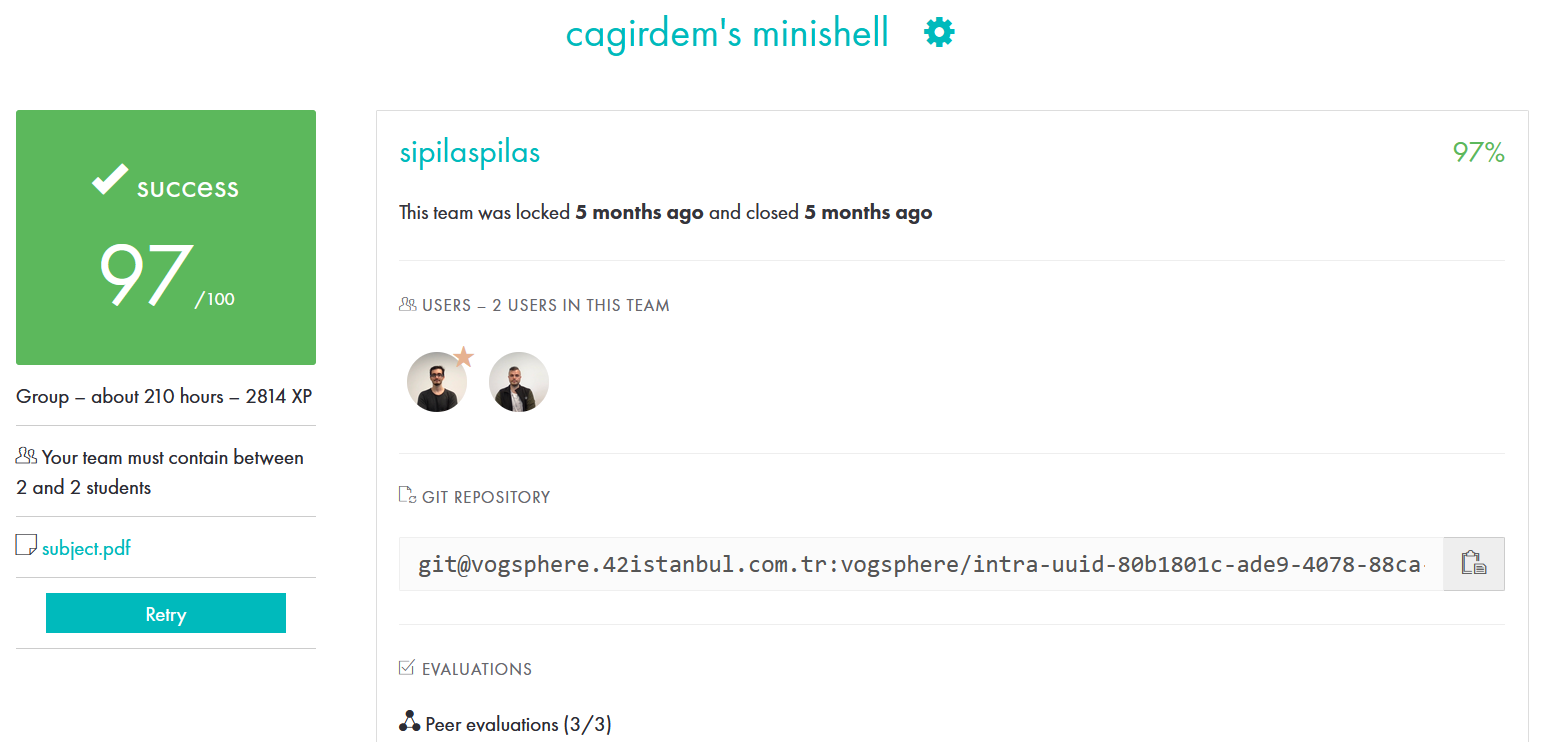 cagirdem's minishell
success
97 /100
Group – about 210 hours – 2814 XP
Your team must contain between
2 and 2 students
subject.pdf
Retry
sipilaspilas 97%
This team was locked 5 months ago and closed 5 months ago
USERS – 2 USERS IN THIS TEAM
GIT REPOSITORY
git@vogsphere.42istanbul.com.tr:vogsphere/intra-uuid-80b1801c-ade9-4078-88ca-
EVALUATIONS
Peer evaluations (3/3)